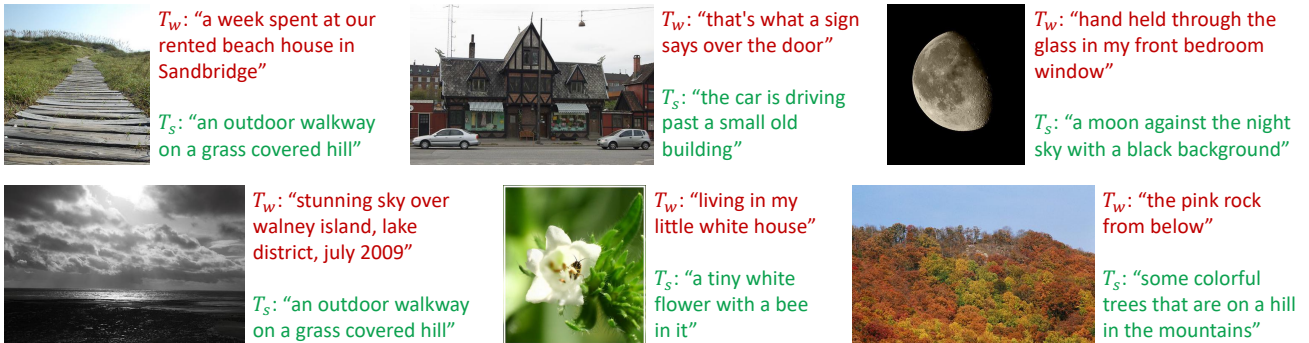 T_w: “a week spent at our
rented beach house in
Sandbridge”
T_s: “an outdoor walkway
on a grass covered hill”
T_w: “that's what a sign
says over the door”
T_s: “the car is driving
past a small old
building”
T_w: “hand held through the
glass in my front bedroom
window”
T_s: “a moon against the night
sky with a black background”
T_w: “stunning sky over
walney island, lake
district, july 2009”
T_s: “an outdoor walkway
on a grass covered hill”
T_w: “living in my
little white house”
T_s: “a tiny white
flower with a bee
in it”
T_w: “the pink rock
from below”
T_s: “some colorful
trees that are on a hill
in the mountains”